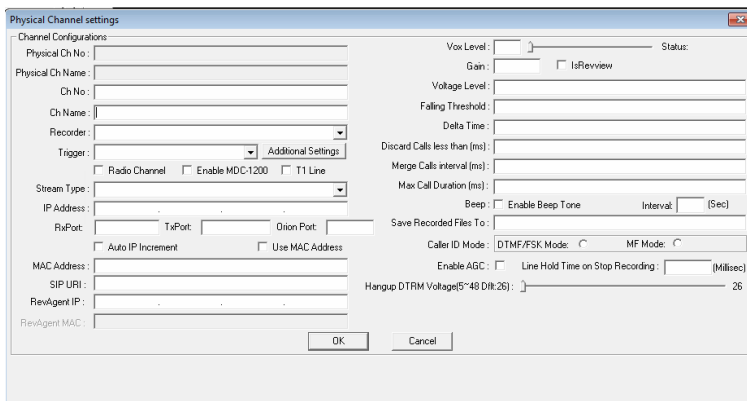 Physical Channel settings
Channel Configurations
Physical Ch No :
Physical Ch Name :
Ch No :
Ch Name :
Recorder :
Trigger :
Additional Settings
Radio Channel
Enable MDC-1200
T1 Line
Stream Type :
IP Address :
. . .
RxPort:
TxPort:
Orion Port:
Auto IP Increment
Use MAC Address
MAC Address :
SIP URI :
RevAgent IP :
. . .
RevAgent MAC :
Vox Level :
Status:
Gain :
IsRevview
Voltage Level :
Falling Threshold :
Delta Time :
Discard Calls less than (ms) :
Merge Calls interval (ms) :
Max Call Duration (ms) :
Beep :
Enable Beep Tone
Interval:
(Sec)
Save Recorded Files To :
Caller ID Mode :
DTMF/FSK Mode:
MF Mode:
Enable AGC :
Line Hold Time on Stop Recording :
(Millisec)
Hangup DTRM Voltage(5~48 Dflt:26) :
26
OK
Cancel